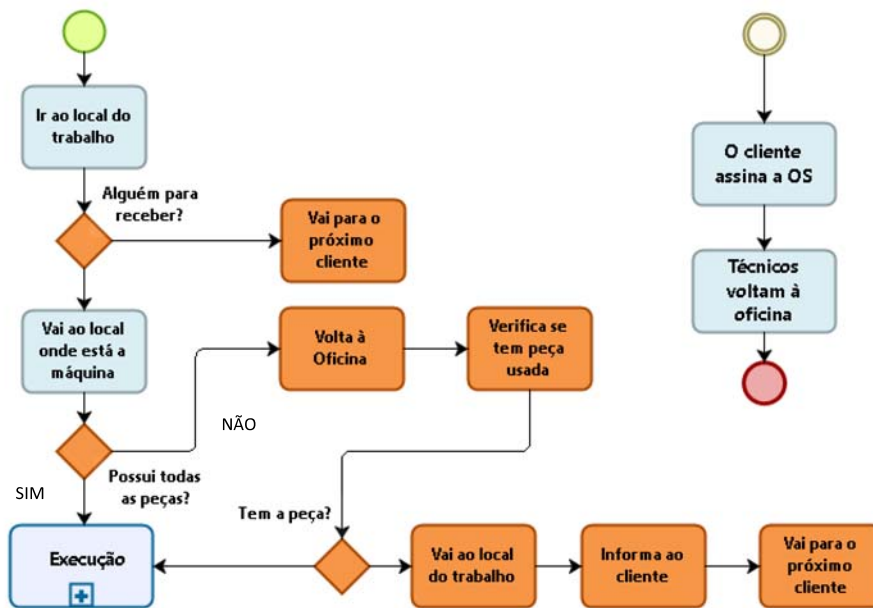 Ir ao local do
trabalho
Alguém para
receber?
Vai para o
próximo
cliente
Vai ao local
onde está a
máquina
Volta à
Oficina
Verifica se
tem peça
usada
NÃO
Possui todas
as peças?
SIM
Tem a peça?
Execução
Vai ao local
do trabalho
Informa ao
cliente
Vai para o
próximo
cliente
O cliente
assina a OS
Técnicos
voltam à
oficina